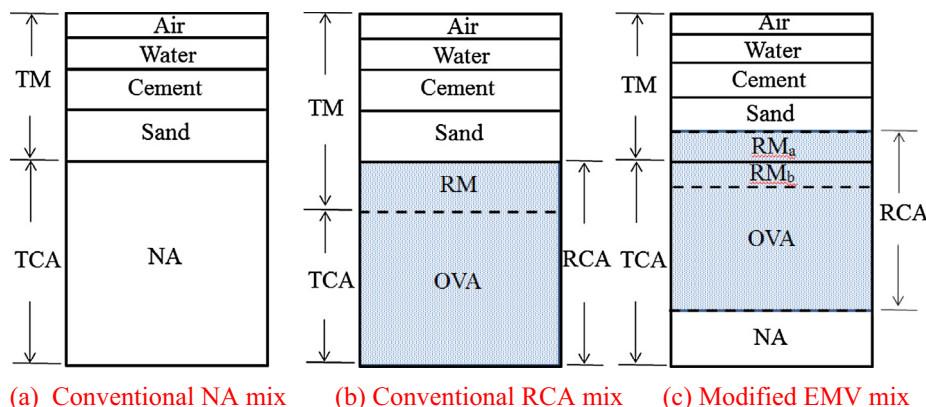 Air
Water
Cement
Sand
NA
TM
TCA
(a) Conventional NA mix
Air
Water
Cement
Sand
RM
OVA
TM
TCA
RCA
(b) Conventional RCA mix
Air
Water
Cement
Sand
RMa
RMb
OVA
NA
TM
TCA
RCA
(c) Modified EMV mix